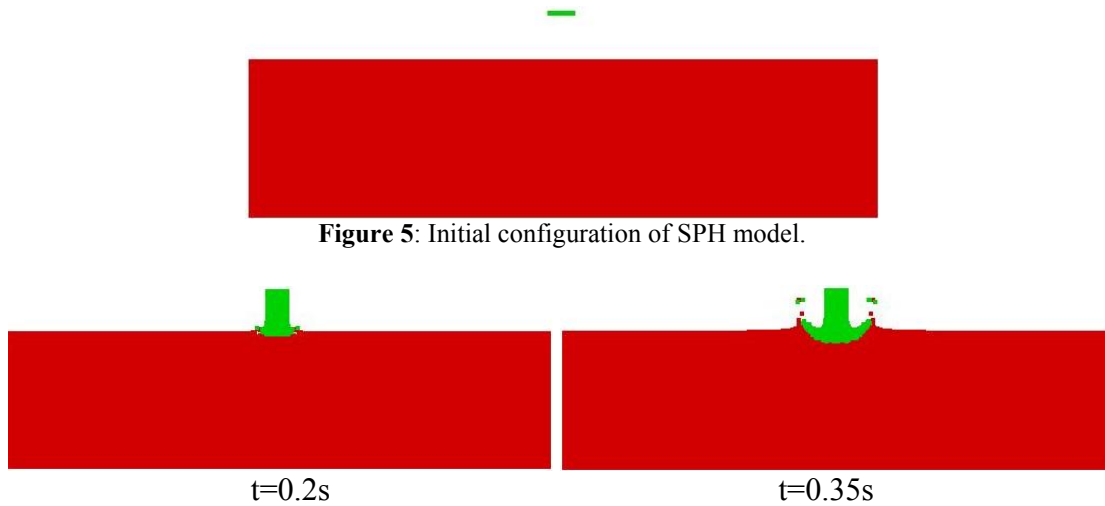 Figure 5: Initial configuration of SPH model.
t=0.2s
t=0.35s